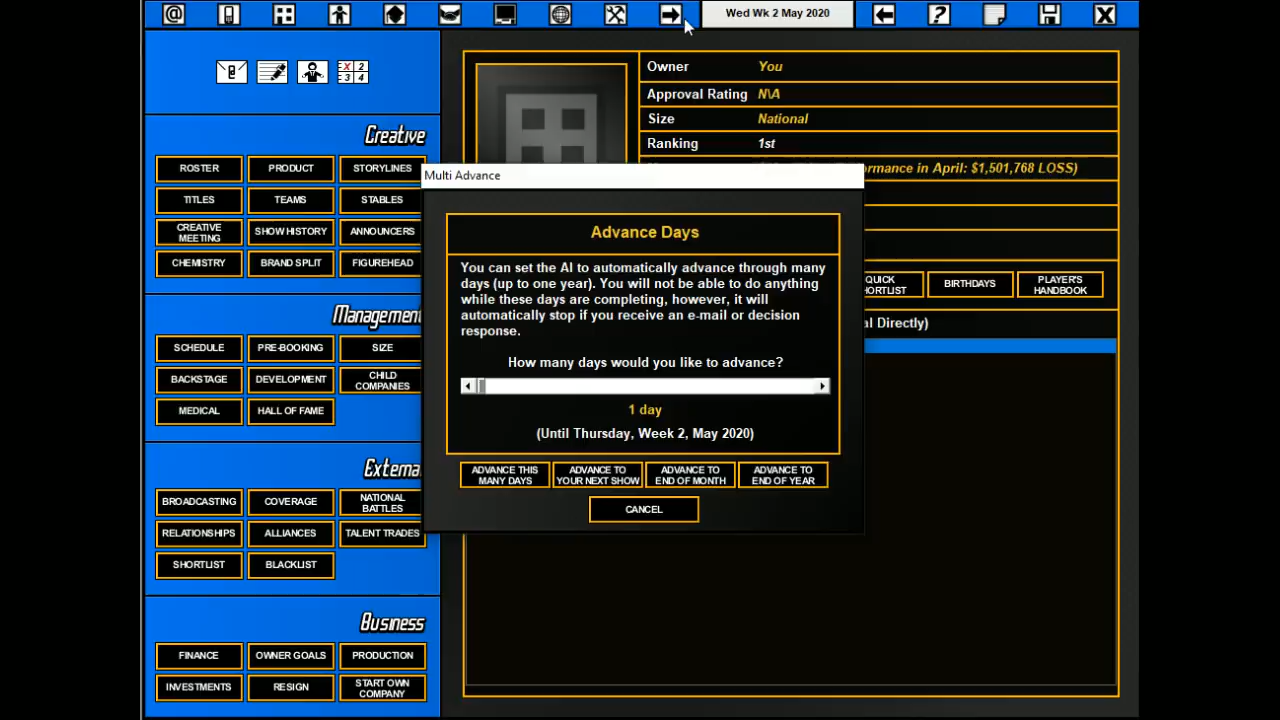 Wed Wk 2 May 2020
X 2
3 4
Creative
ROSTER
PRODUCT
STORYLINES
TITLES
TEAMS
STABLES
CREATIVE
MEETING
SHOW HISTORY
ANNOUNCERS
CHEMISTRY
BRAND SPLIT
FIGUREHEAD
Management
SCHEDULE
PRE-BOOKING
SIZE
BACKSTAGE
DEVELOPMENT
CHILD
COMPANIES
MEDICAL
HALL OF FAME
External
BROADCASTING
COVERAGE
NATIONAL
BATTLES
RELATIONSHIPS
ALLIANCES
TALENT TRADES
SHORTLIST
BLACKLIST
Business
FINANCE
OWNER GOALS
PRODUCTION
INVESTMENTS
RESIGN
START OWN
COMPANY
Owner You
Approval Rating N\A
Size National
Ranking 1st
ormance in April: $1,501,768 LOSS)
QUICK
SHORTLIST
BIRTHDAYS
PLAYER'S
HANDBOOK
al Directly)
Multi Advance
Advance Days
You can set the AI to automatically advance through many
days (up to one year). You will not be able to do anything
while these days are completing, however, it will
automatically stop if you receive an e-mail or decision
response.
How many days would you like to advance?
1 day
(Until Thursday, Week 2, May 2020)
ADVANCE THIS
MANY DAYS
ADVANCE TO
YOUR NEXT SHOW
ADVANCE TO
END OF MONTH
ADVANCE TO
END OF YEAR
CANCEL